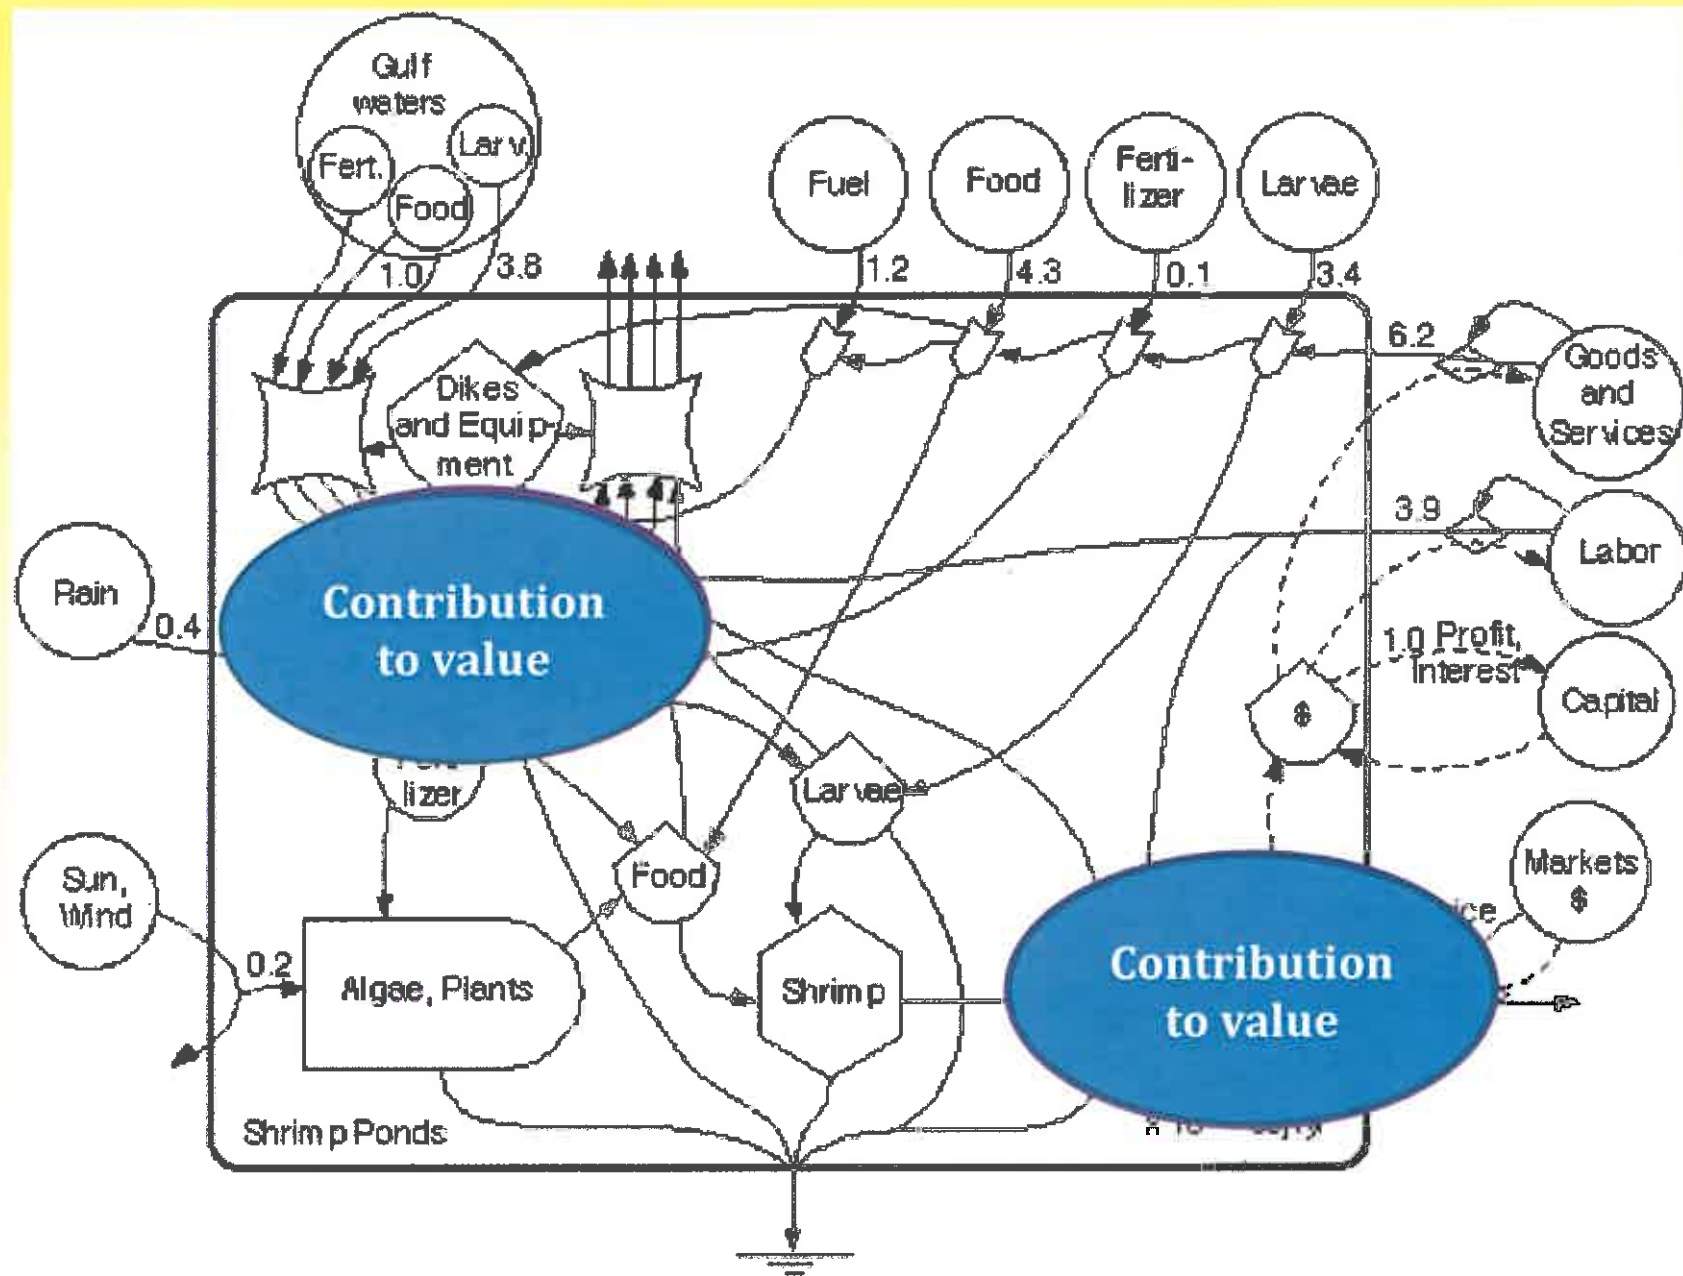 Gulf
waters
Fert.
Food
Larv.
1.0
3.8
Fuel
Food
Ferti-
lizer
Larvae
1.2
4.3
0.1
3.4
6.2
Goods
and
Services
Dikes
and Equip-
ment
3.9
Labor
Rain
0.4
Contribution
to value
1.0 Profit,
Interest
Capital
$
lizer
Larvae
Food
Sun,
Wind
0.2
Algae, Plants
Shrimp
Contribution
to value
Markets
$
Shrimp Ponds